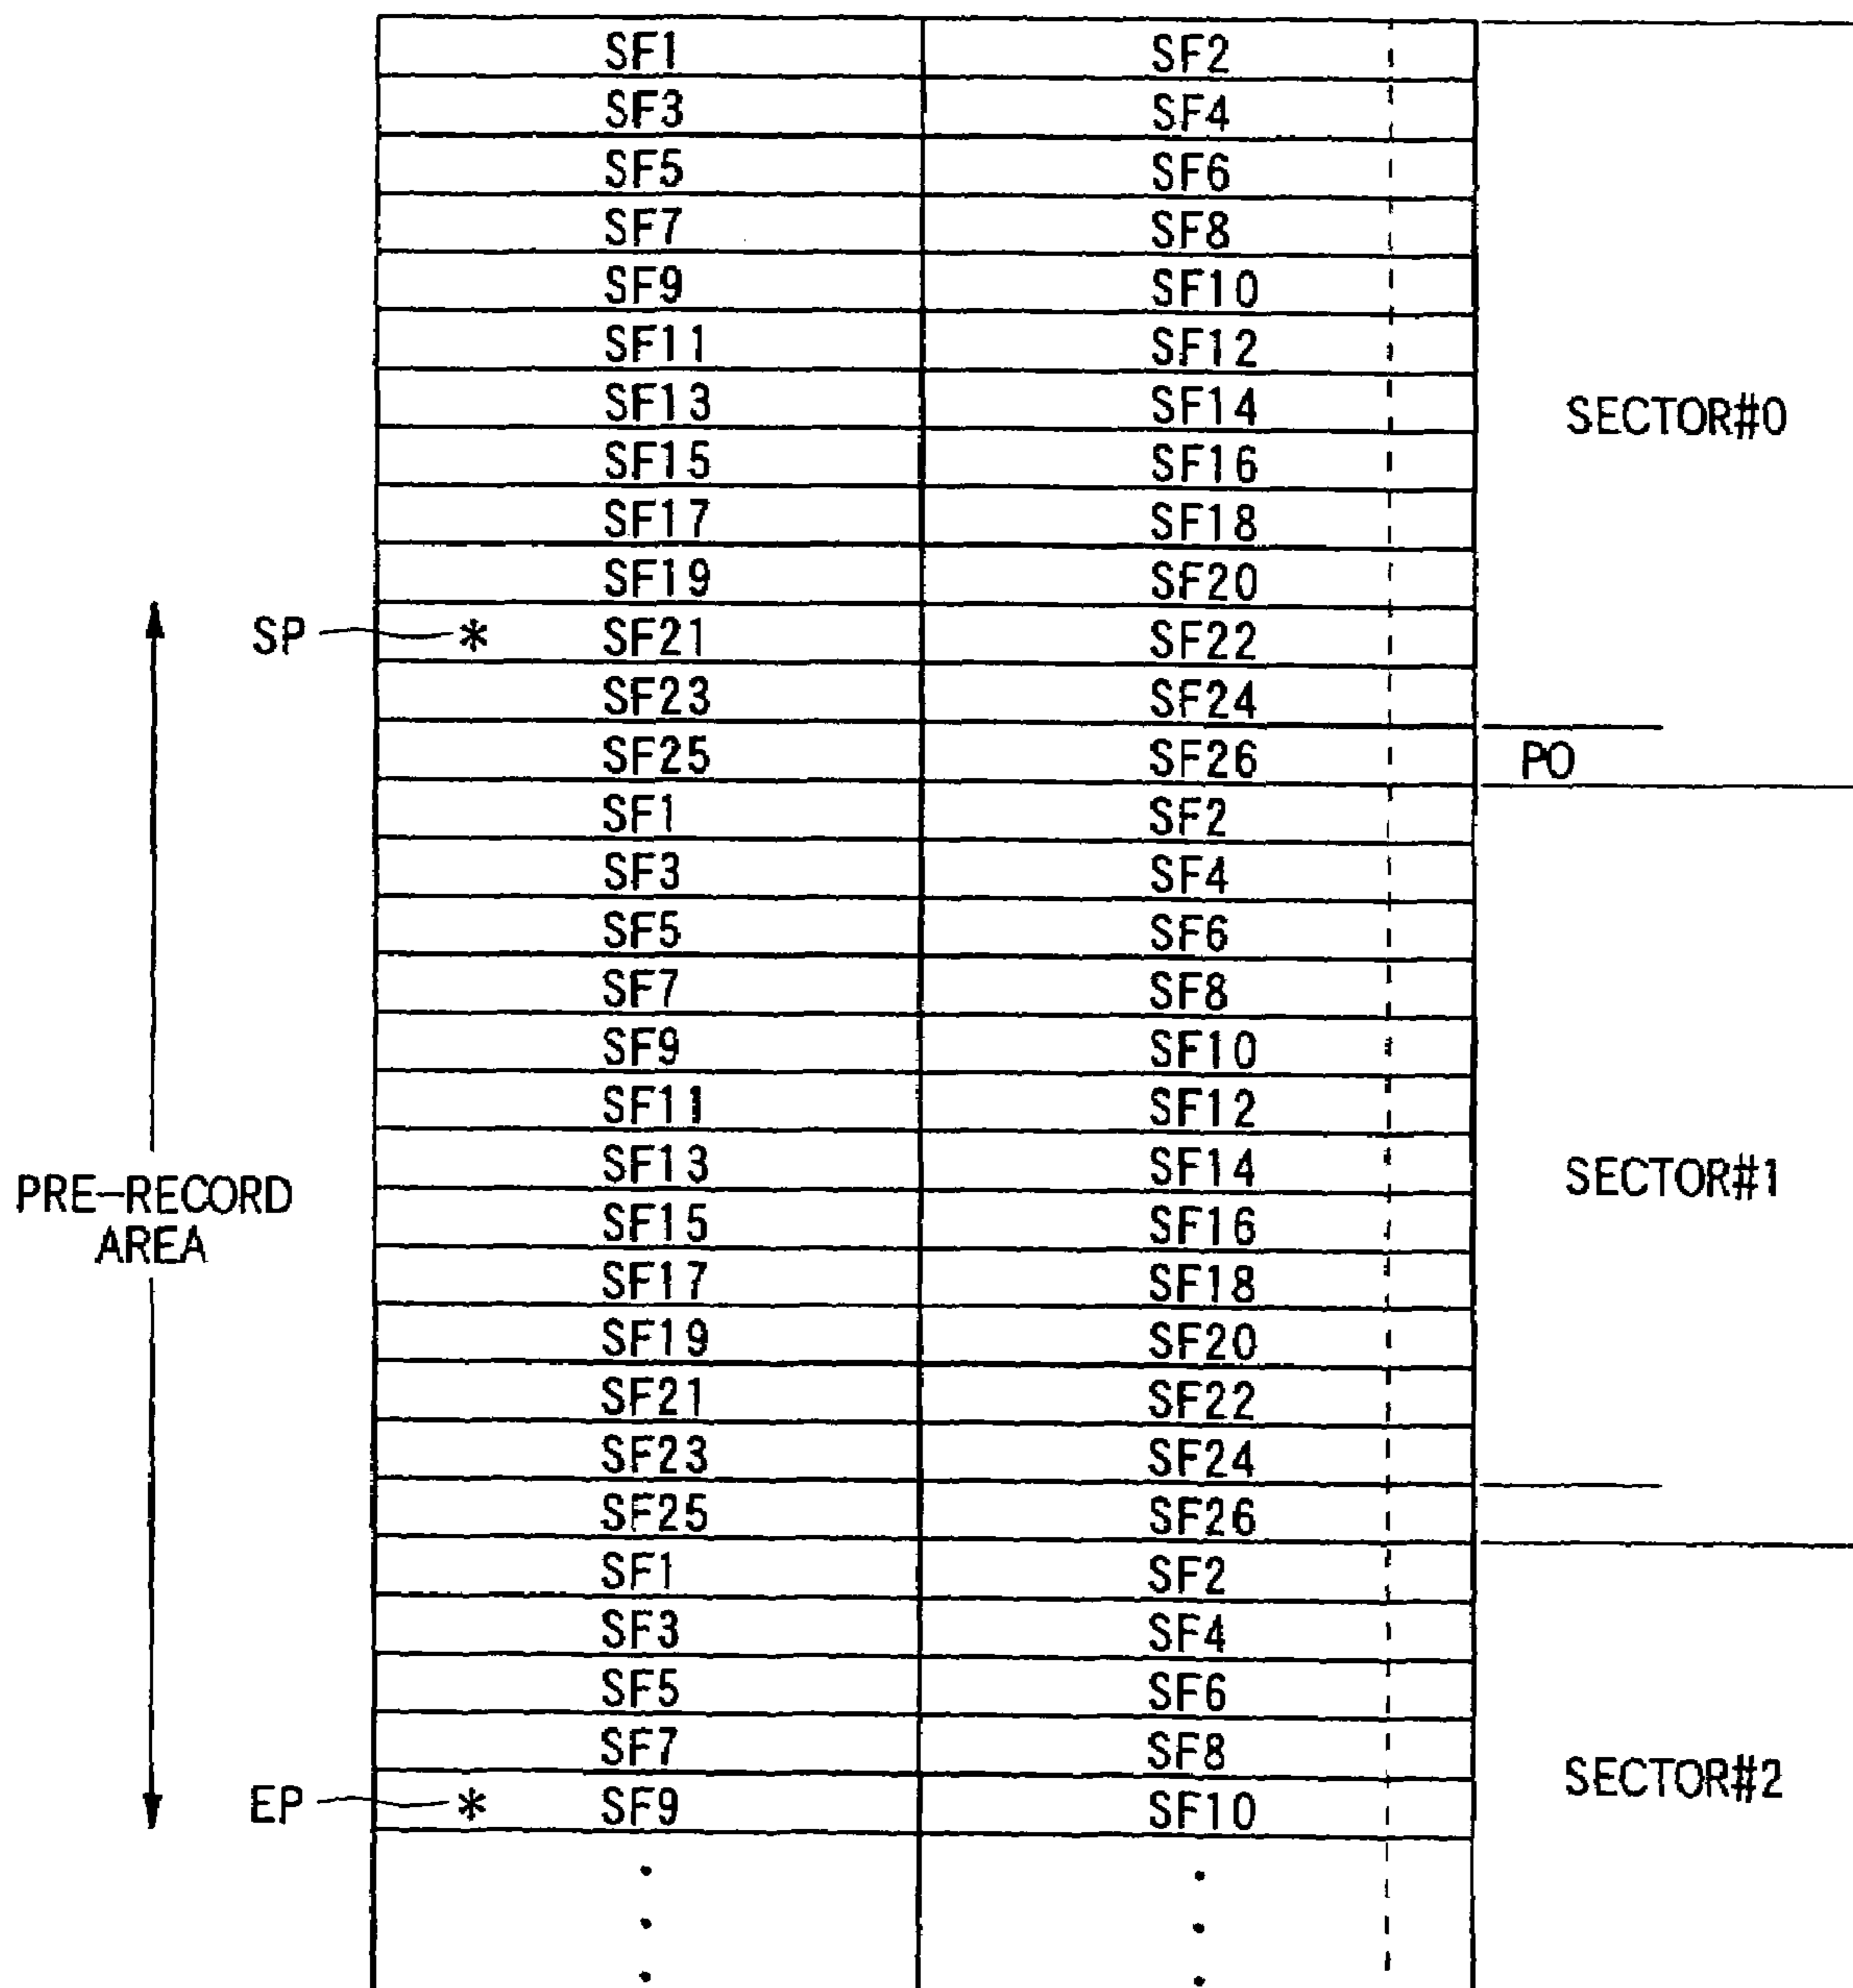 SF1 SF2
SF3 SF4
SF5 SF6
SF7 SF8
SF9 SF10
SF11 SF12
SF13 SF14 SECTOR#0
SF15 SF16
SF17 SF18
SF19 SF20
SP * SF21 SF22
SF23 SF24
SF25 SF26 PO
SF1 SF2
SF3 SF4
SF5 SF6
SF7 SF8
SF9 SF10
SF11 SF12
SF13 SF14 SECTOR#1
PRE-RECORD
AREA
SF15 SF16
SF17 SF18
SF19 SF20
SF21 SF22
SF23 SF24
SF25 SF26
SF1 SF2
SF3 SF4
SF5 SF6
SF7 SF8 SECTOR#2
EP * SF9 SF10